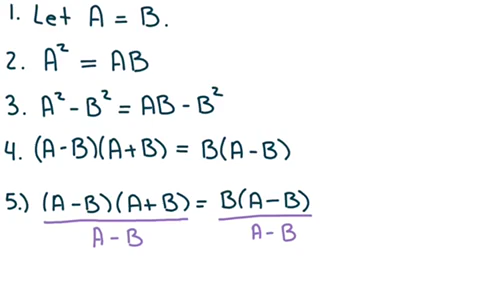 1. Let A = B.
2. A² = AB
3. A² - B² = AB - B²
4. (A-B)(A+B) = B(A-B)
5.) (A-B)(A+B) = B(A-B)
A-B A-B